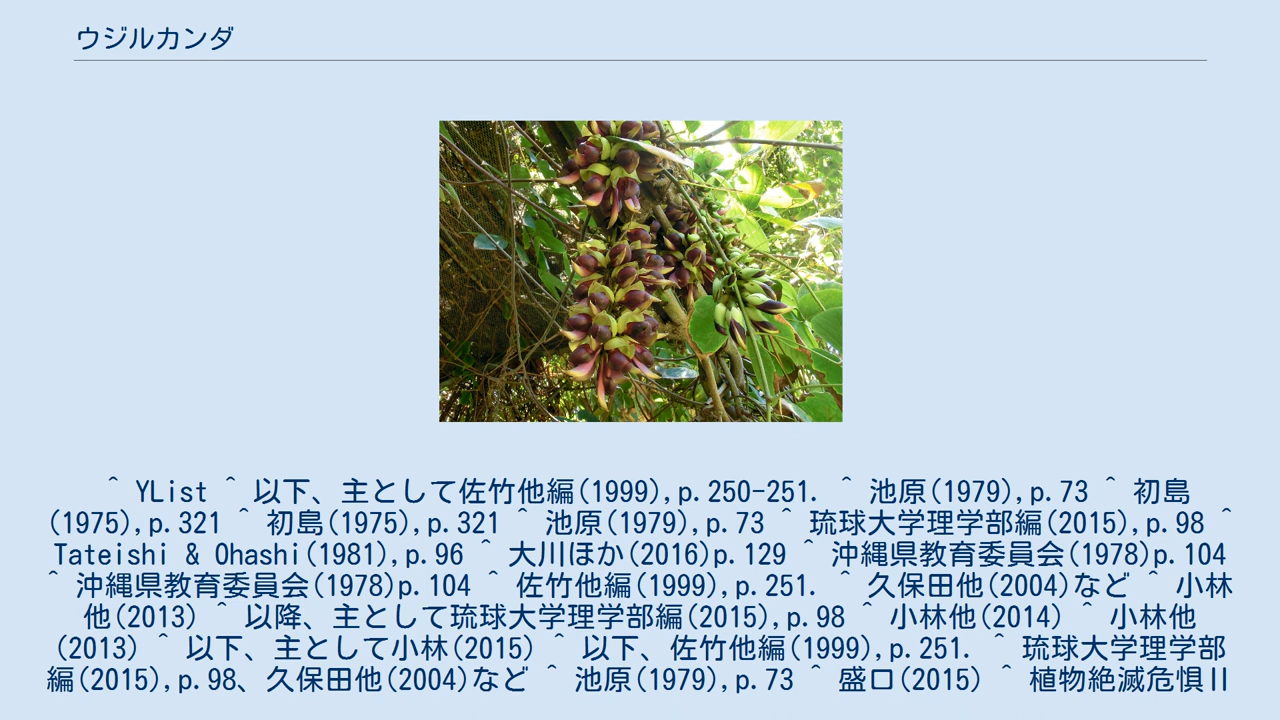 ウジルカンダ
^ YList ^ 以下、主として佐竹他編(1999),p.250-251. ^ 池原(1979),p.73 ^ 初島
(1975),p.321 ^ 初島(1975),p.321 ^ 池原(1979),p.73 ^ 琉球大学理学部編(2015),p.98 ^
Tateishi & Ohashi(1981),p.96 ^ 大川ほか(2016)p.129 ^ 沖縄県教育委員会(1978)p.104
^ 沖縄県教育委員会(1978)p.104 ^ 佐竹他編(1999),p.251. ^ 久保田他(2004)など ^ 小林
他(2013) ^ 以降、主として琉球大学理学部編(2015),p.98 ^ 小林他(2014) ^ 小林他
(2013) ^ 以下、主として小林(2015) ^ 以下、佐竹他編(1999),p.251. ^ 琉球大学理学部
編(2015),p.98、久保田他(2004)など ^ 池原(1979),p.73 ^ 盛口(2015) ^ 植物絶滅危惧II